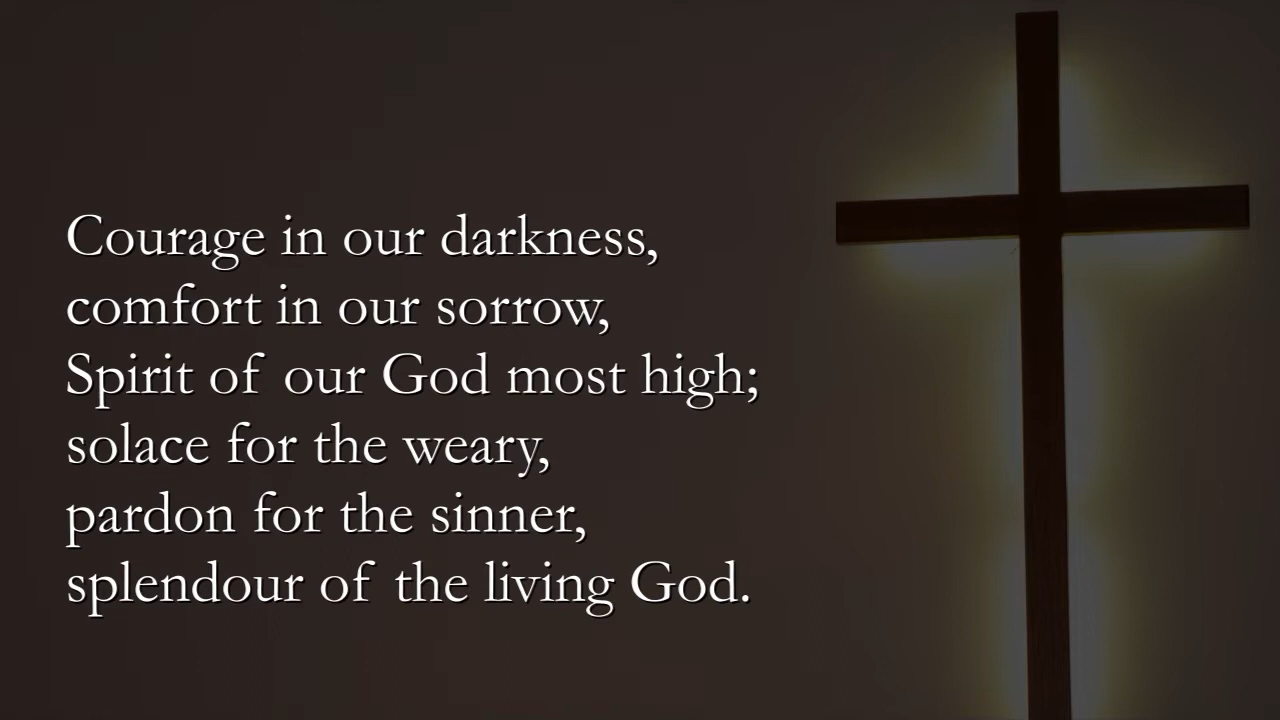 Courage in our darkness,
comfort in our sorrow,
Spirit of our God most high;
solace for the weary,
pardon for the sinner,
splendour of the living God.